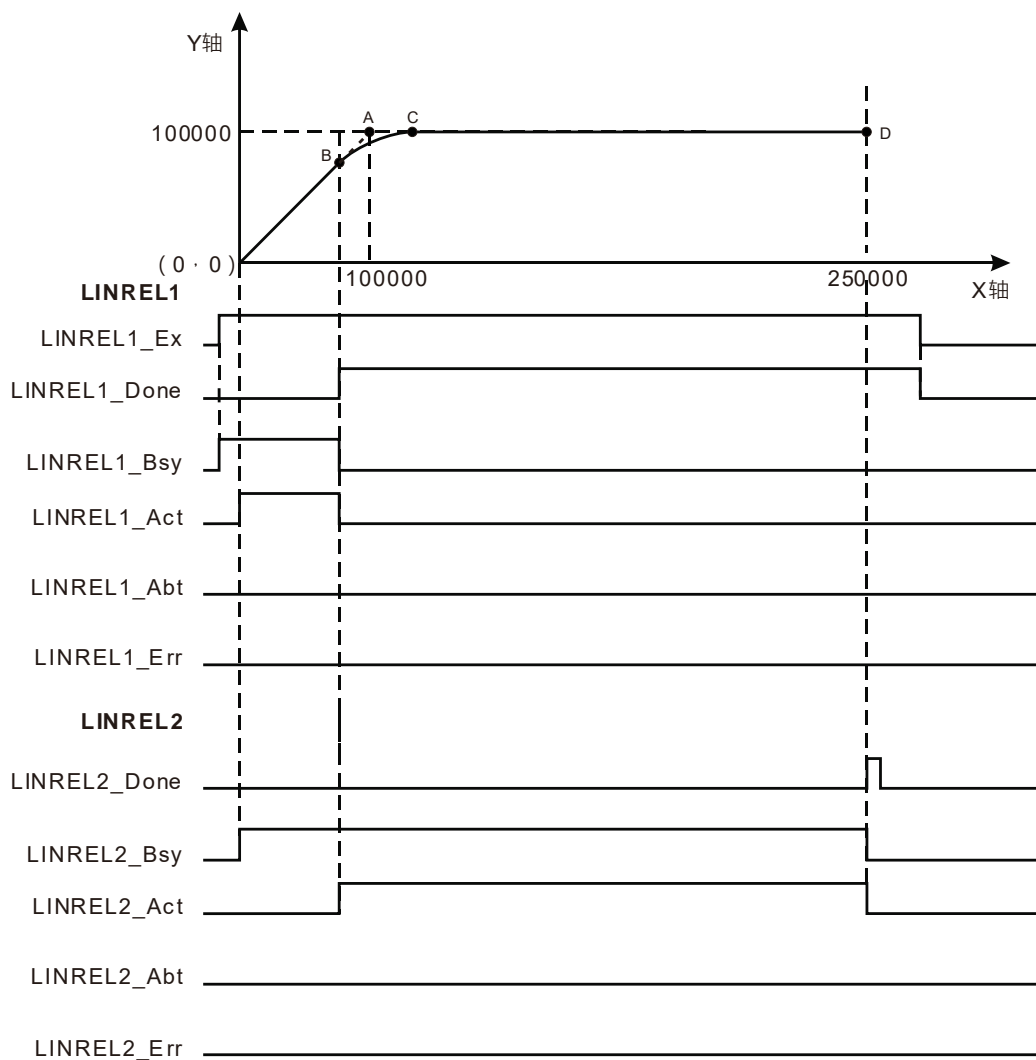 Y轴
A
C
100000
B
D
(0,0)
100000
250000
X轴
LINREL1
LINREL1_Ex
LINREL1_Done
LINREL1_Bsy
LINREL1_Act
LINREL1_Abt
LINREL1_Err
LINREL2
LINREL2_Done
LINREL2_Bsy
LINREL2_Act
LINREL2_Abt
LINREL2_Err